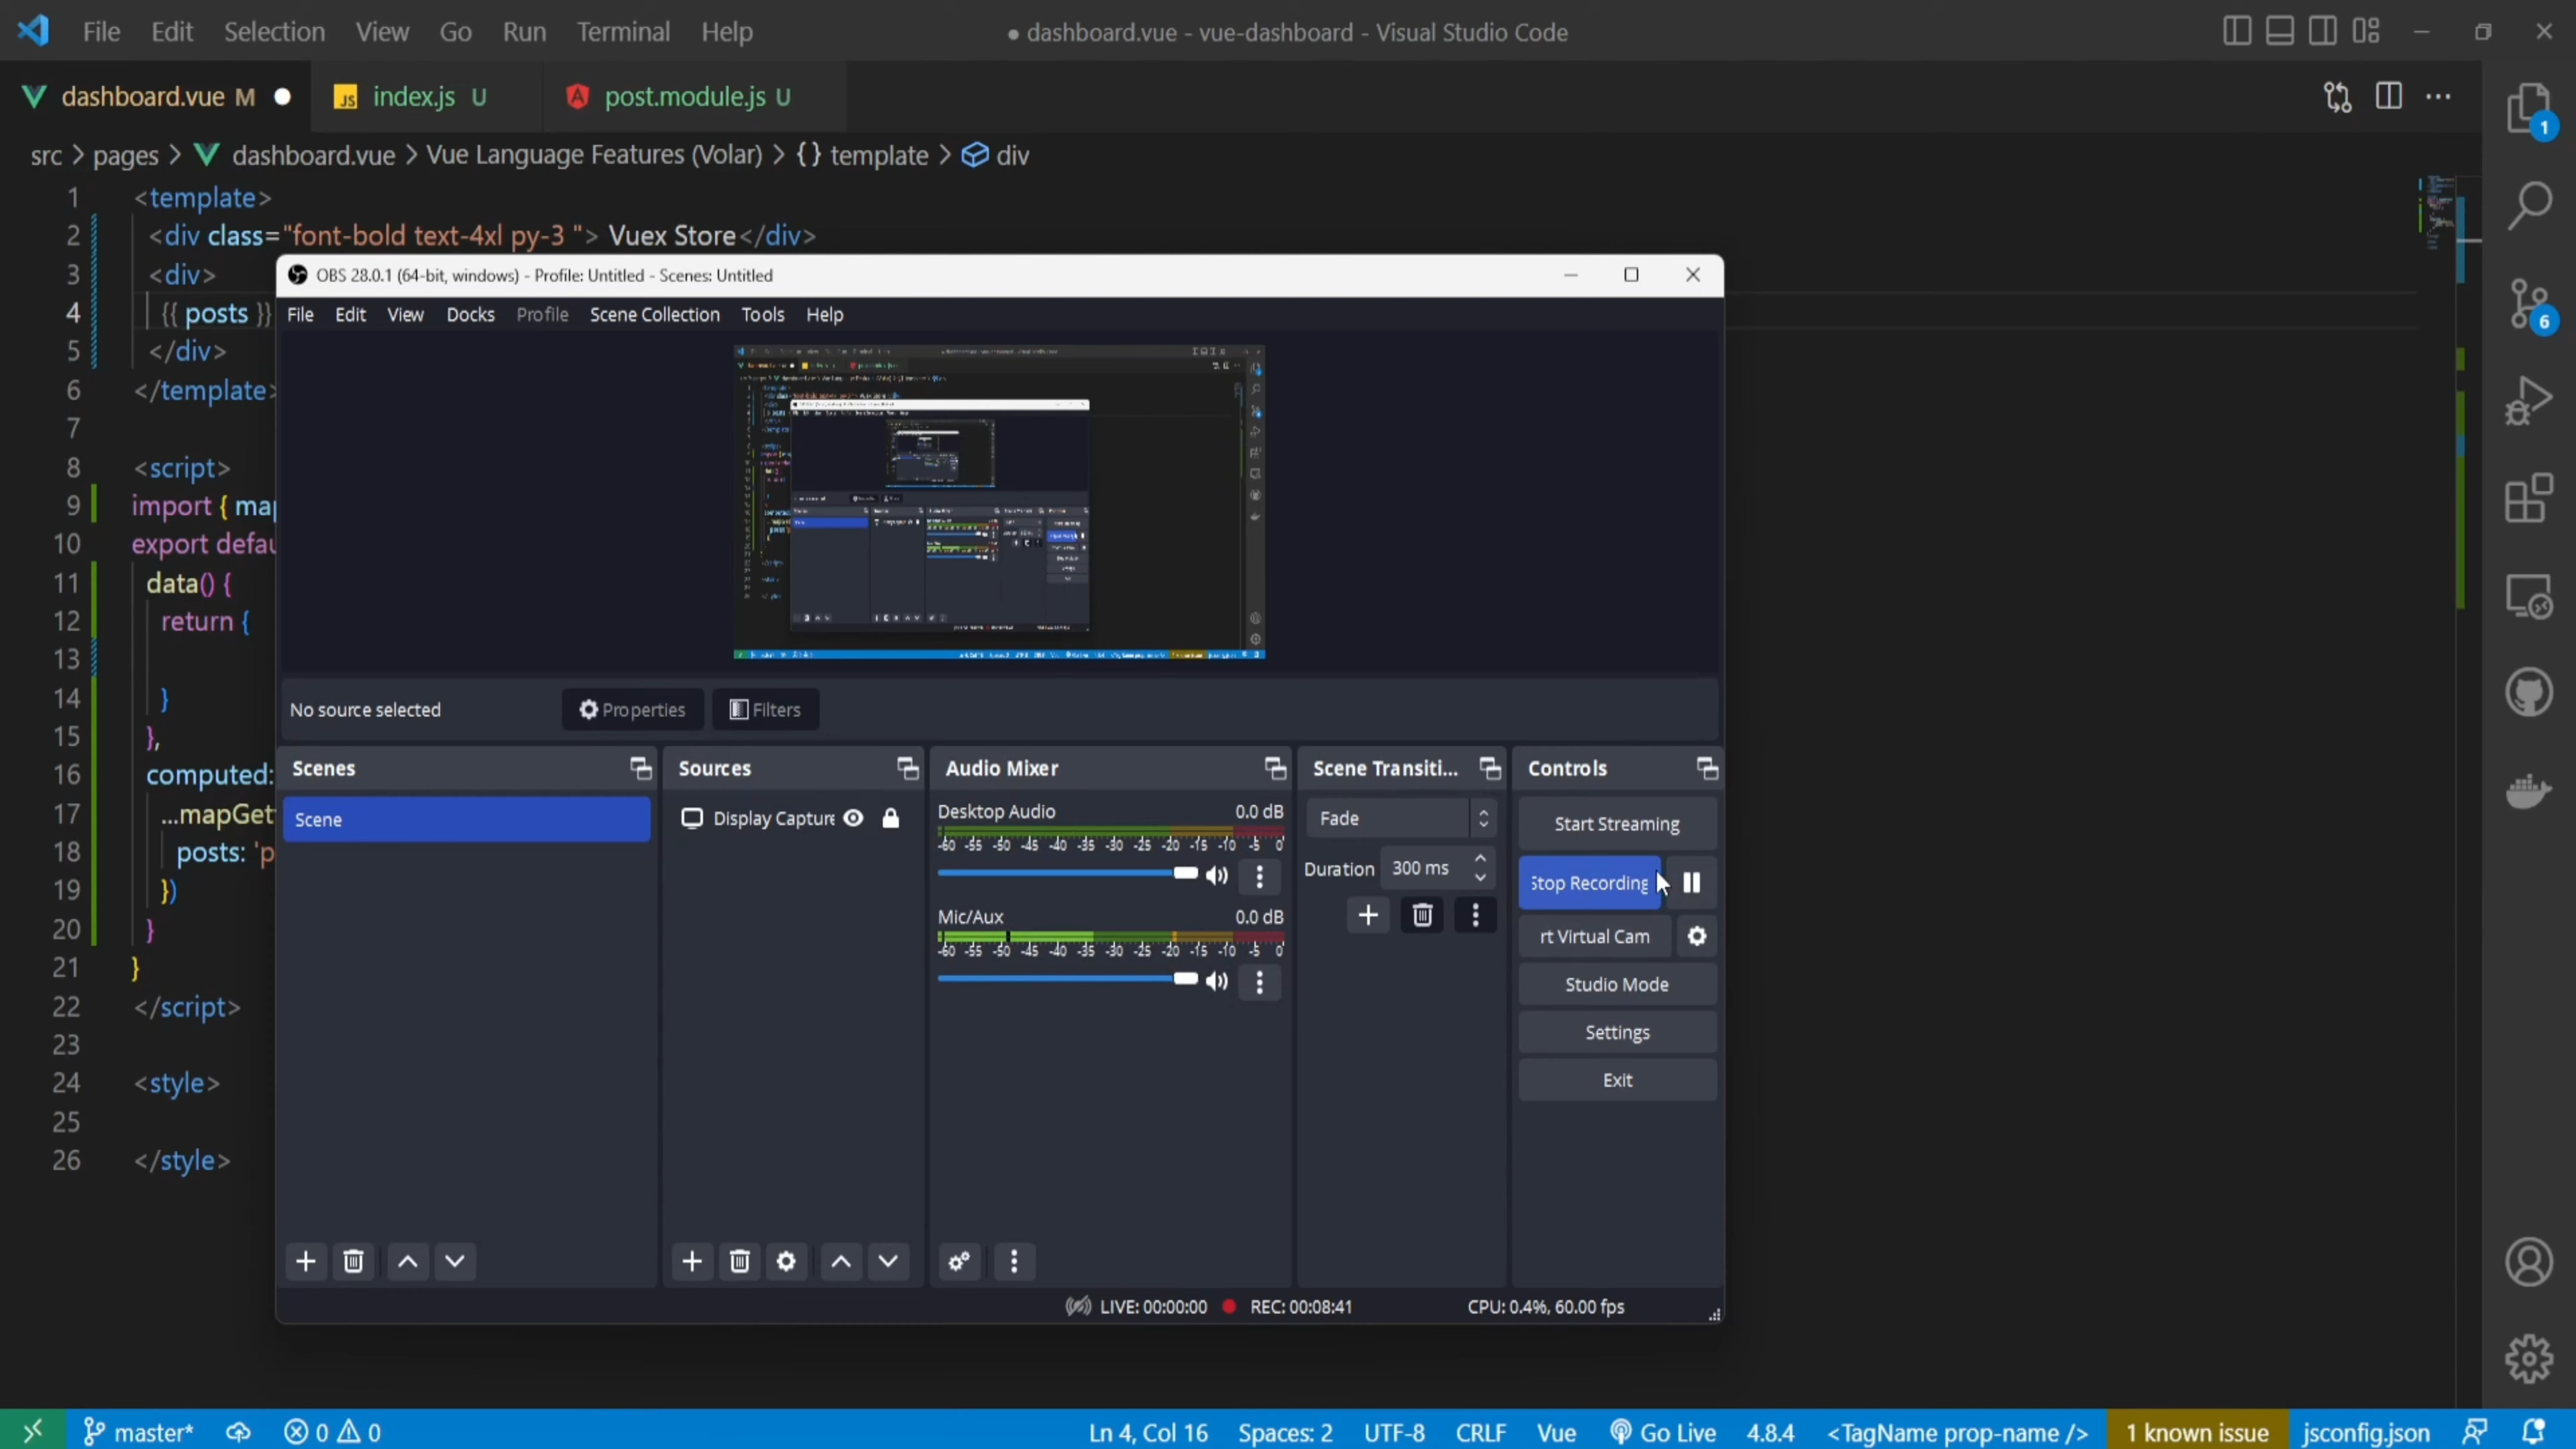 File Edit Selection View Go Run Terminal Help ● dashboard.vue - vue-dashboard - Visual Studio Code
dashboard.vue M ● JS index.js U post.module.js U
src > pages > dashboard.vue > Vue Language Features (Volar) > {} template > div
1 <template>
2 <div class="font-bold text-4xl py-3 "> Vuex Store</div>
3 <div>
4 {{ posts }}
5 </div>
6 </template>
7
8 <script>
9 import { map
10 export defau
11 data() {
12 return {
13
14 }
15 },
16 computed:
17 ...mapGet
18 posts: 'p
19 })
20 }
21 }
22 </script>
23
24 <style>
25
26 </style>
OBS 28.0.1 (64-bit, windows) - Profile: Untitled - Scenes: Untitled
File Edit View Docks Profile Scene Collection Tools Help
No source selected Properties Filters
Scenes Sources Audio Mixer Scene Transiti... Controls
Scene
Display Capture
Desktop Audio 0.0 dB
-60 -55 -50 -45 -40 -35 -30 -25 -20 -15 -10 -5 0
Mic/Aux 0.0 dB
-60 -55 -50 -45 -40 -35 -30 -25 -20 -15 -10 -5 0
Fade
Duration 300 ms
Start Streaming
Stop Recording
rt Virtual Cam
Studio Mode
Settings
Exit
LIVE: 00:00:00 REC: 00:08:41 CPU: 0.4%, 60.00 fps
1
6
master* 0 0 Ln 4, Col 16 Spaces: 2 UTF-8 CRLF Vue Go Live 4.8.4 <TagName prop-name /> 1 known issue jsconfig.json